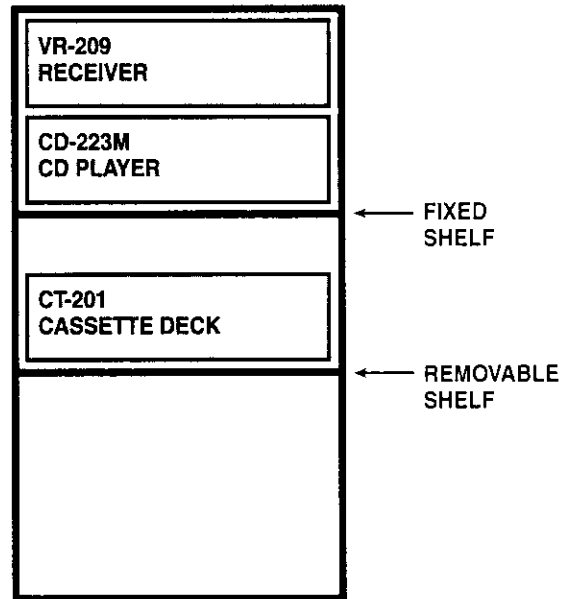 VR-209
RECEIVER
CD-223M
CD PLAYER
FIXED
SHELF
CT-201
CASSETTE DECK
REMOVABLE
SHELF